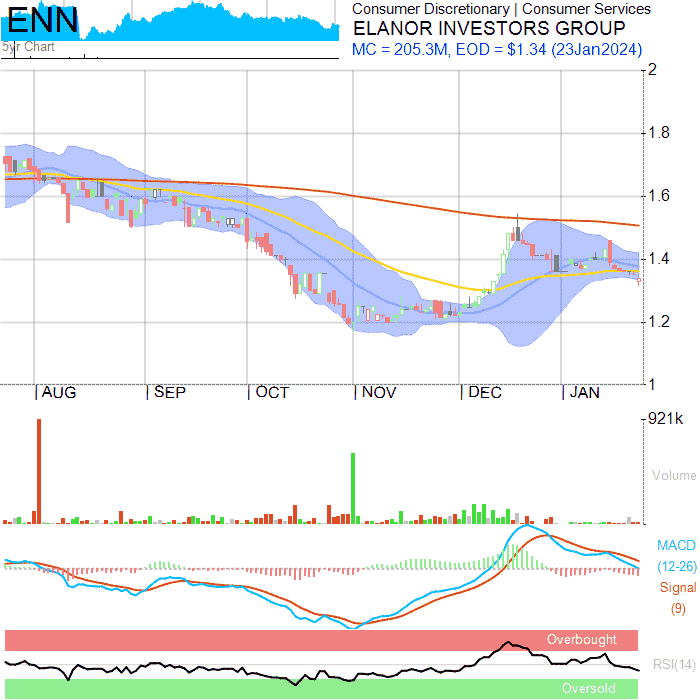 ENN
5yr Chart
Consumer Discretionary | Consumer Services
ELANOR INVESTORS GROUP
MC = 205.3M, EOD = $1.34 (23Jan2024)
2
1.8
1.6
1.4
1.2
1
AUG SEP OCT NOV DEC JAN
921k
Volume
MACD
(12-26)
Signal
(9)
Overbought
RSI(14)
Oversold